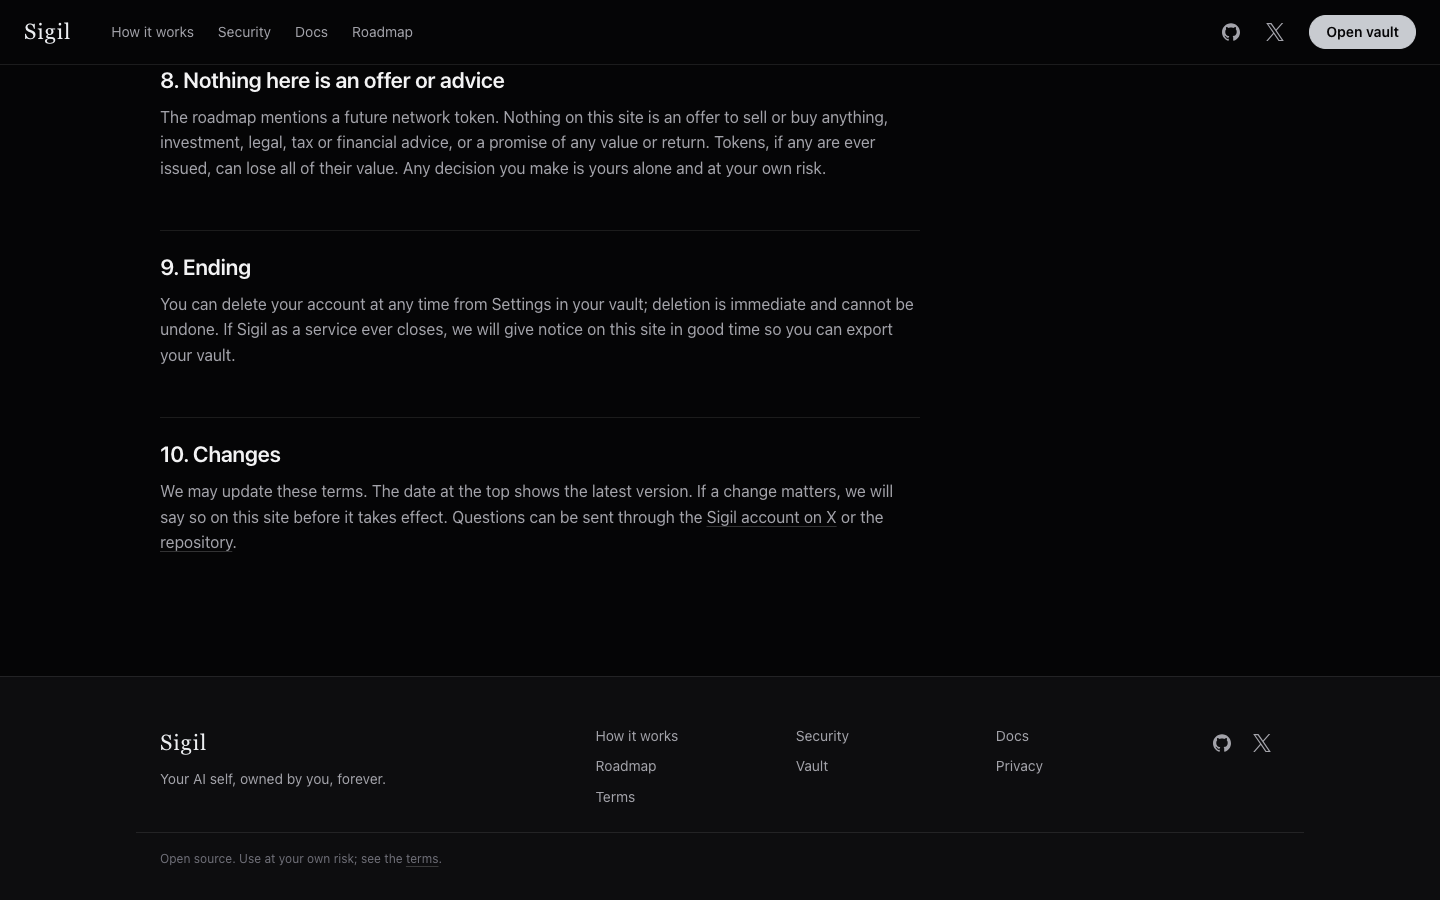 Sigil
How it works
Security
Docs
Roadmap
Open vault
8. Nothing here is an offer or advice
The roadmap mentions a future network token. Nothing on this site is an offer to sell or buy anything,
investment, legal, tax or financial advice, or a promise of any value or return. Tokens, if any are ever
issued, can lose all of their value. Any decision you make is yours alone and at your own risk.
9. Ending
You can delete your account at any time from Settings in your vault; deletion is immediate and cannot be
undone. If Sigil as a service ever closes, we will give notice on this site in good time so you can export
your vault.
10. Changes
We may update these terms. The date at the top shows the latest version. If a change matters, we will
say so on this site before it takes effect. Questions can be sent through the Sigil account on X or the
repository.
Sigil
Your AI self, owned by you, forever.
How it works
Security
Docs
Roadmap
Vault
Privacy
Terms
Open source. Use at your own risk; see the terms.